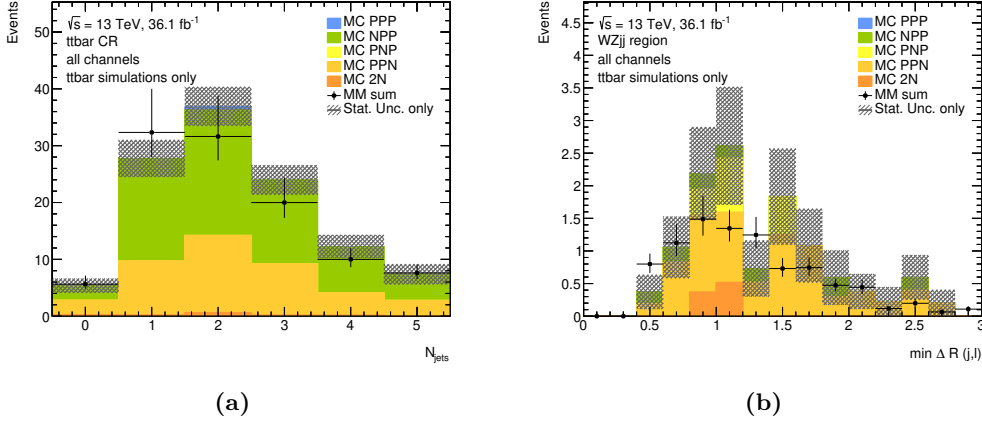 Events
√s = 13 TeV, 36.1 fb⁻¹
ttbar CR
all channels
ttbar simulations only
MC PPP
MC NPP
MC PNP
MC PPN
MC 2N
MM sum
Stat. Unc. only
50
40
30
20
10
0
0 1 2 3 4 5
N_jets
(a)
Events
√s = 13 TeV, 36.1 fb⁻¹
WZjj region
all channels
ttbar simulations only
MC PPP
MC NPP
MC PNP
MC PPN
MC 2N
MM sum
Stat. Unc. only
4.5
4
3.5
3
2.5
2
1.5
1
0.5
0
0 0.5 1 1.5 2 2.5 3
min Δ R (j,l)
(b)